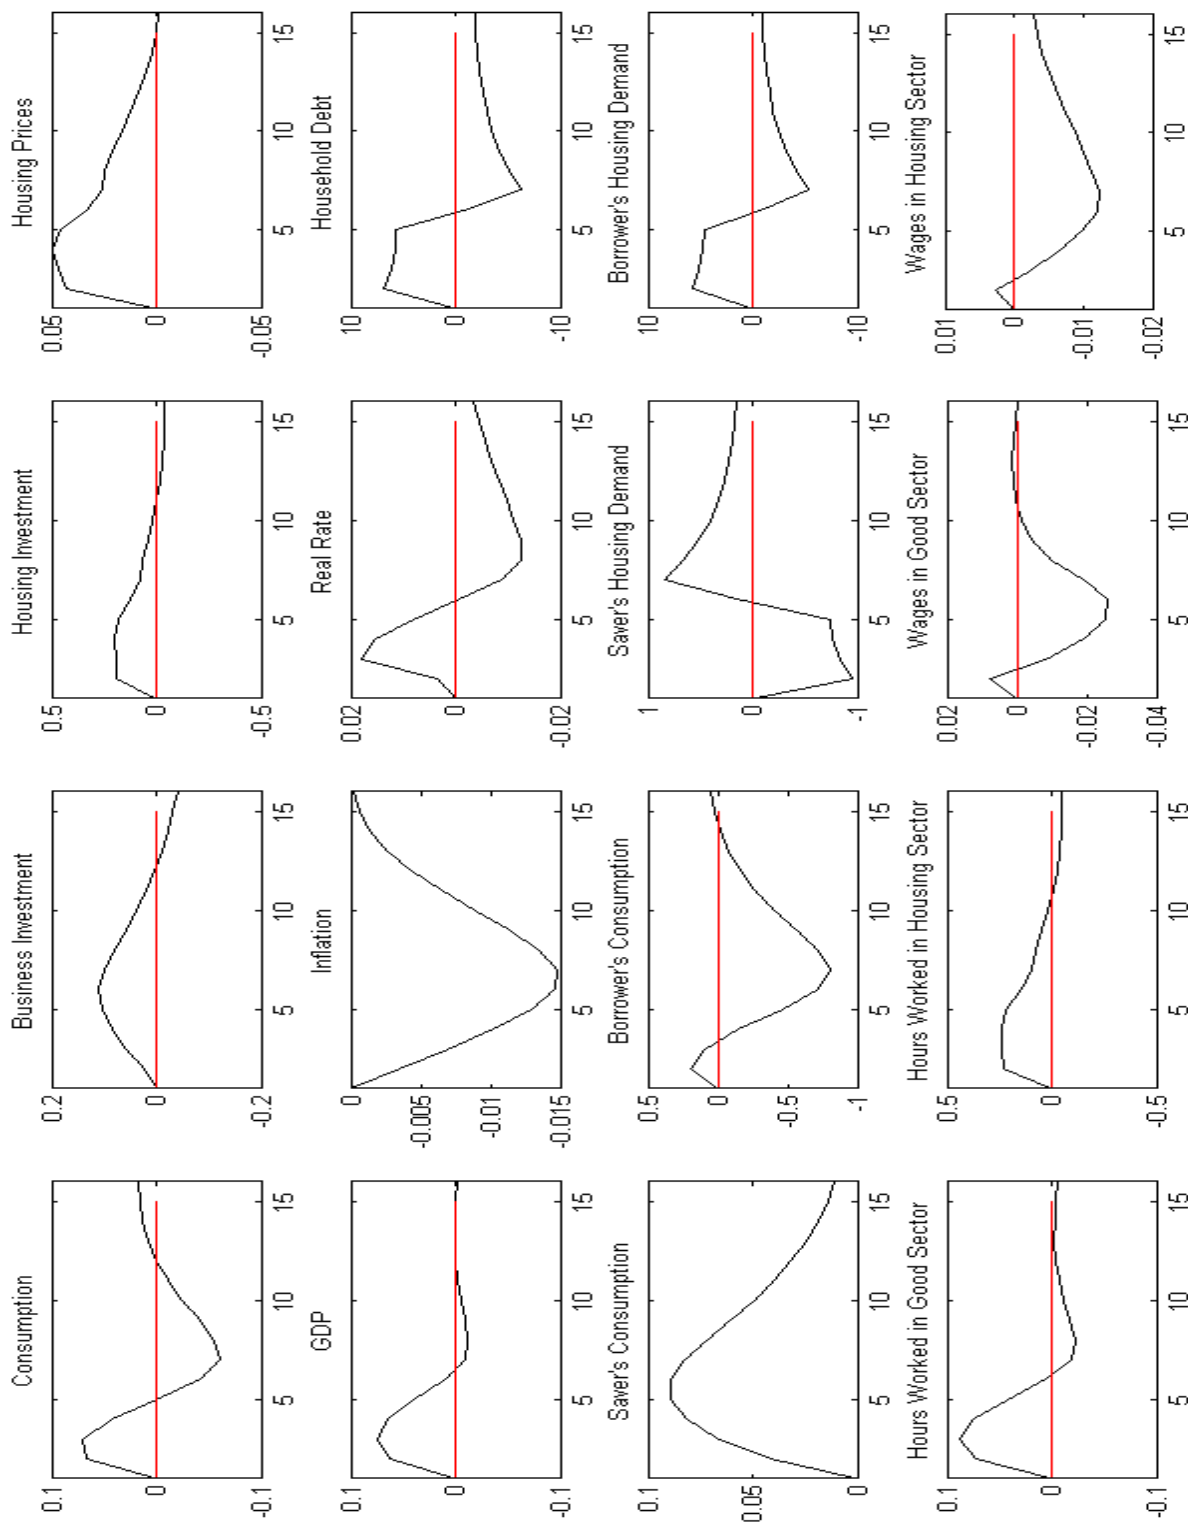 Consumption
0.1
0
-0.1
5 10 15
Business Investment
0.2
0
-0.2
5 10 15
Housing Investment
0.5
0
-0.5
5 10 15
Housing Prices
0.05
0
-0.05
5 10 15
GDP
0.1
0
-0.1
5 10 15
Inflation
0
-0.005
-0.01
-0.015
5 10 15
Real Rate
0.02
0
-0.02
5 10 15
Household Debt
10
0
-10
5 10 15
Saver's Consumption
0.1
0.05
0
5 10 15
Borrower's Consumption
0.5
0
-0.5
-1
5 10 15
Saver's Housing Demand
1
0
-1
5 10 15
Borrower's Housing Demand
10
0
-10
5 10 15
Hours Worked in Good Sector
0.1
0
-0.1
5 10 15
Hours Worked in Housing Sector
0.5
0
-0.5
5 10 15
Wages in Good Sector
0.02
0
-0.02
-0.04
5 10 15
Wages in Housing Sector
0.01
0
-0.01
-0.02
5 10 15